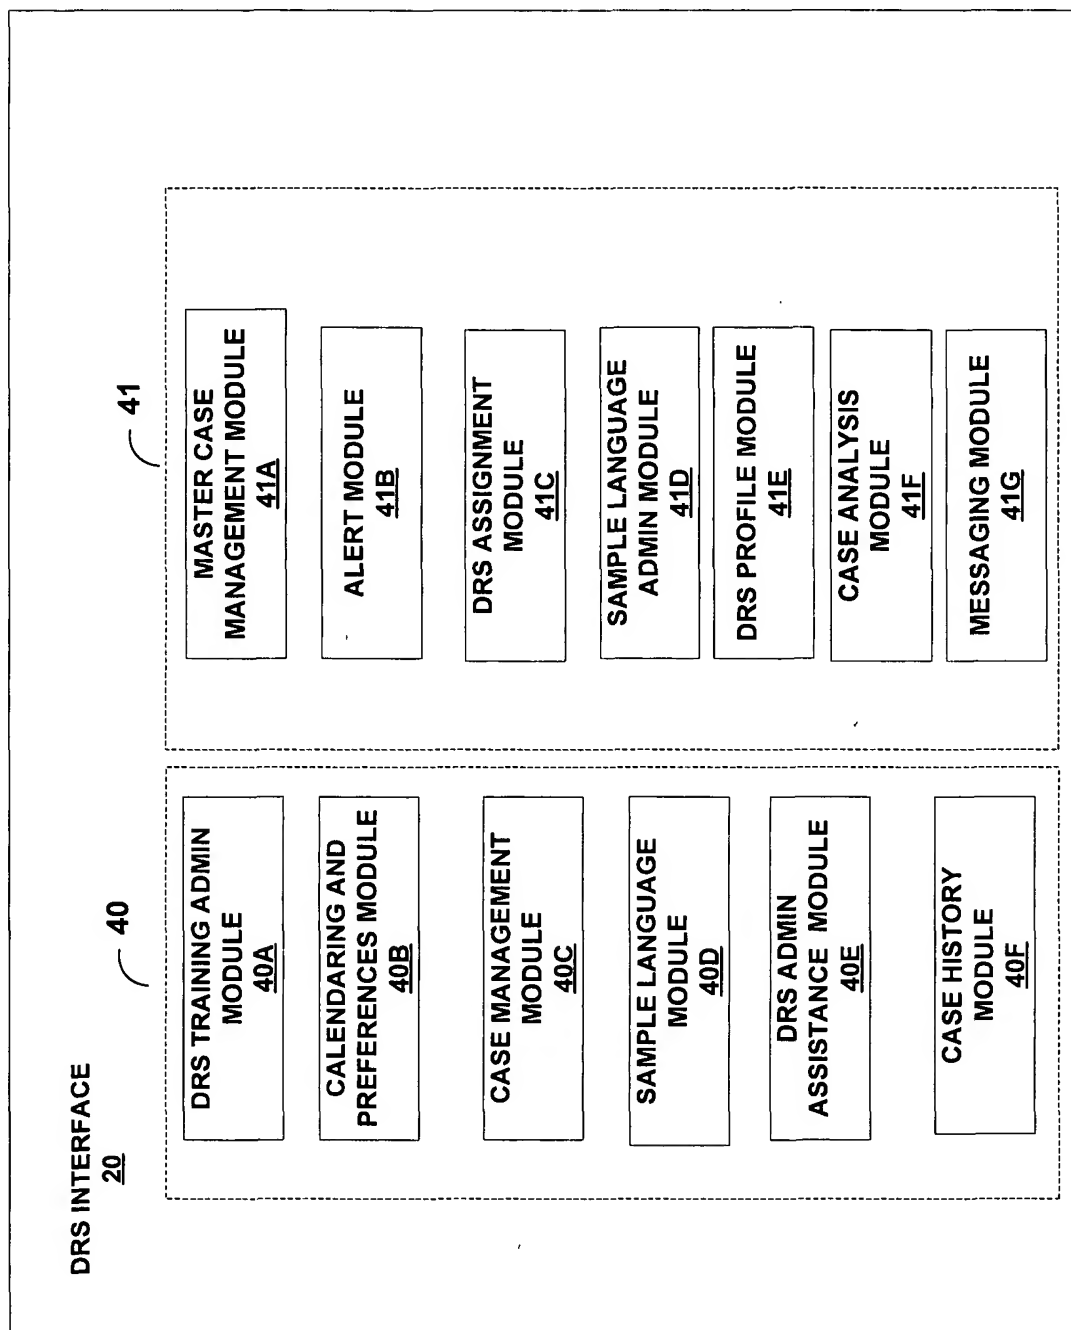 DRS INTERFACE
20
40
DRS TRAINING ADMIN
MODULE
40A
CALENDARING AND
PREFERENCES MODULE
40B
CASE MANAGEMENT
MODULE
40C
SAMPLE LANGUAGE
MODULE
40D
DRS ADMIN
ASSISTANCE MODULE
40E
CASE HISTORY
MODULE
40F
41
MASTER CASE
MANAGEMENT MODULE
41A
ALERT MODULE
41B
DRS ASSIGNMENT
MODULE
41C
SAMPLE LANGUAGE
ADMIN MODULE
41D
DRS PROFILE MODULE
41E
CASE ANALYSIS
MODULE
41F
MESSAGING MODULE
41G